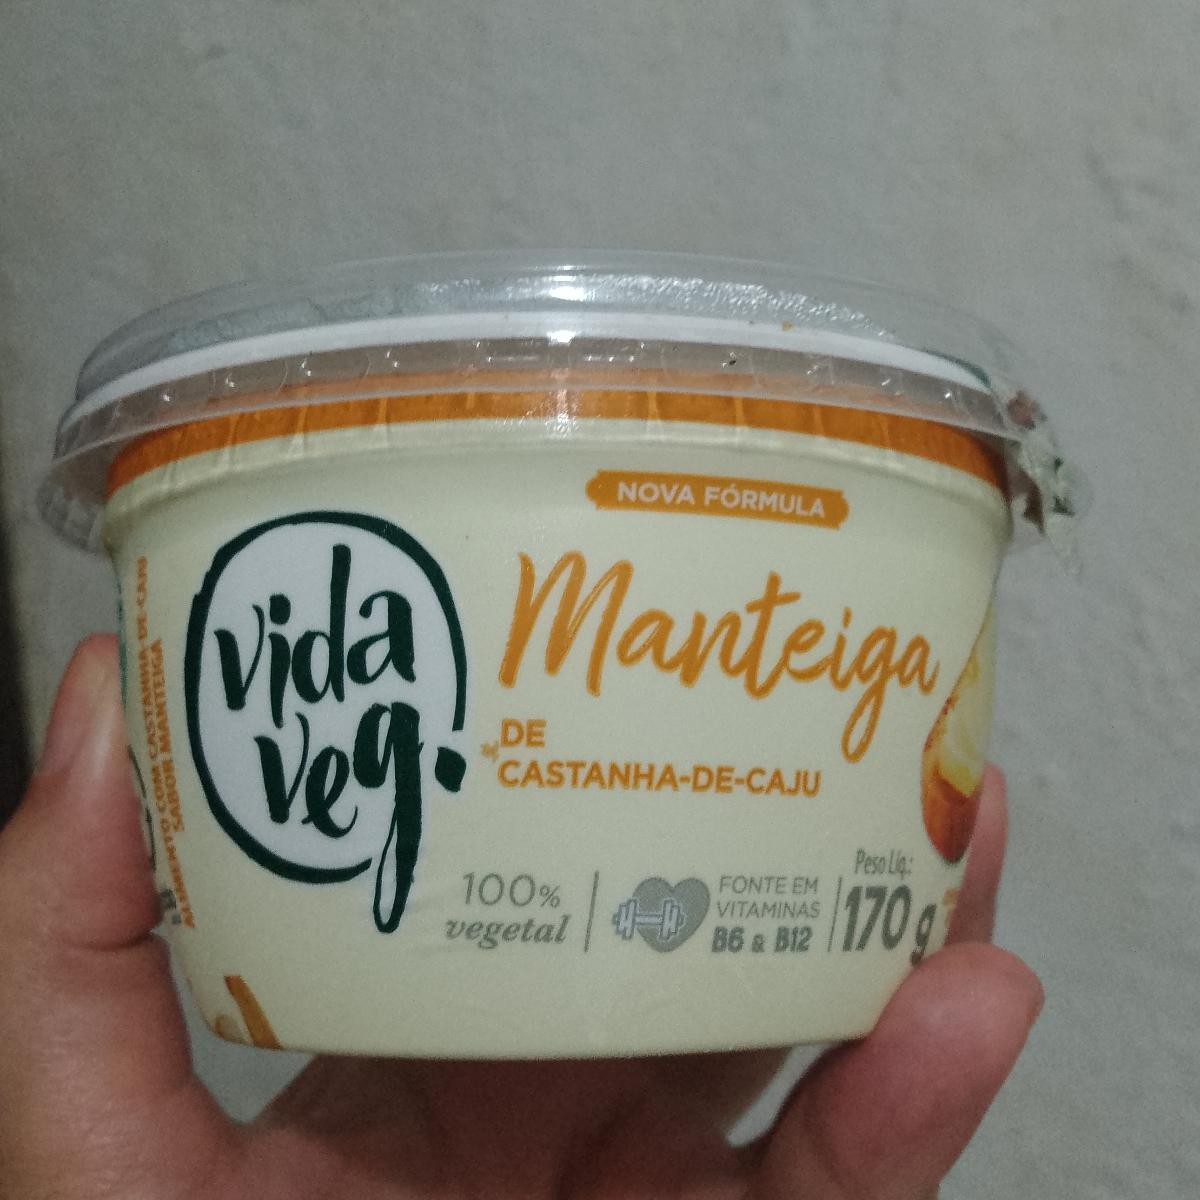 NOVA FÓRMULA
vida
veg.
Manteiga
DE
CASTANHA-DE-CAJU
100%
vegetal
FONTE EM
VITAMINAS
B6 & B12
Peso Líq.:
170g
ALIMENTO COM CASTANHA-DE-CAJU
SABOR MANTEIGA